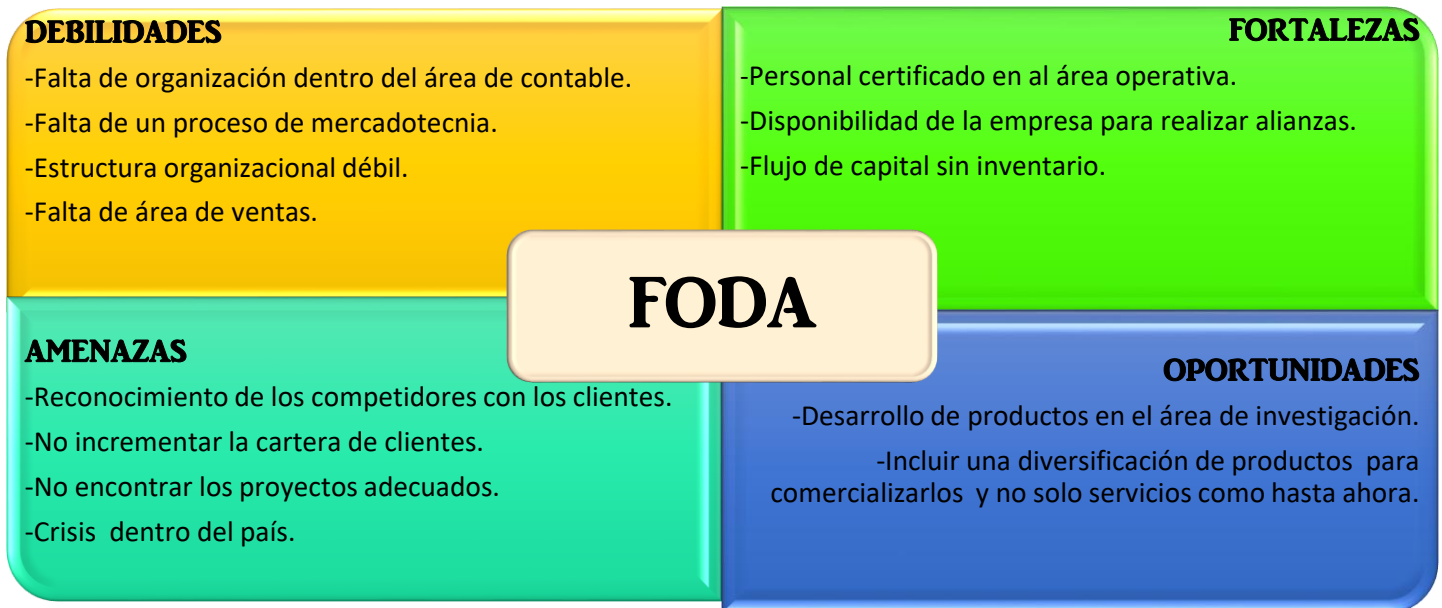 DEBILIDADES
-Falta de organización dentro del área de contable.
-Falta de un proceso de mercadotecnia.
-Estructura organizacional débil.
-Falta de área de ventas.
FORTALEZAS
-Personal certificado en al área operativa.
-Disponibilidad de la empresa para realizar alianzas.
-Flujo de capital sin inventario.
FODA
AMENAZAS
-Reconocimiento de los competidores con los clientes.
-No incrementar la cartera de clientes.
-No encontrar los proyectos adecuados.
-Crisis  dentro del país.
OPORTUNIDADES
-Desarrollo de productos en el área de investigación.
-Incluir una diversificación de productos  para
comercializarlos  y no solo servicios como hasta ahora.